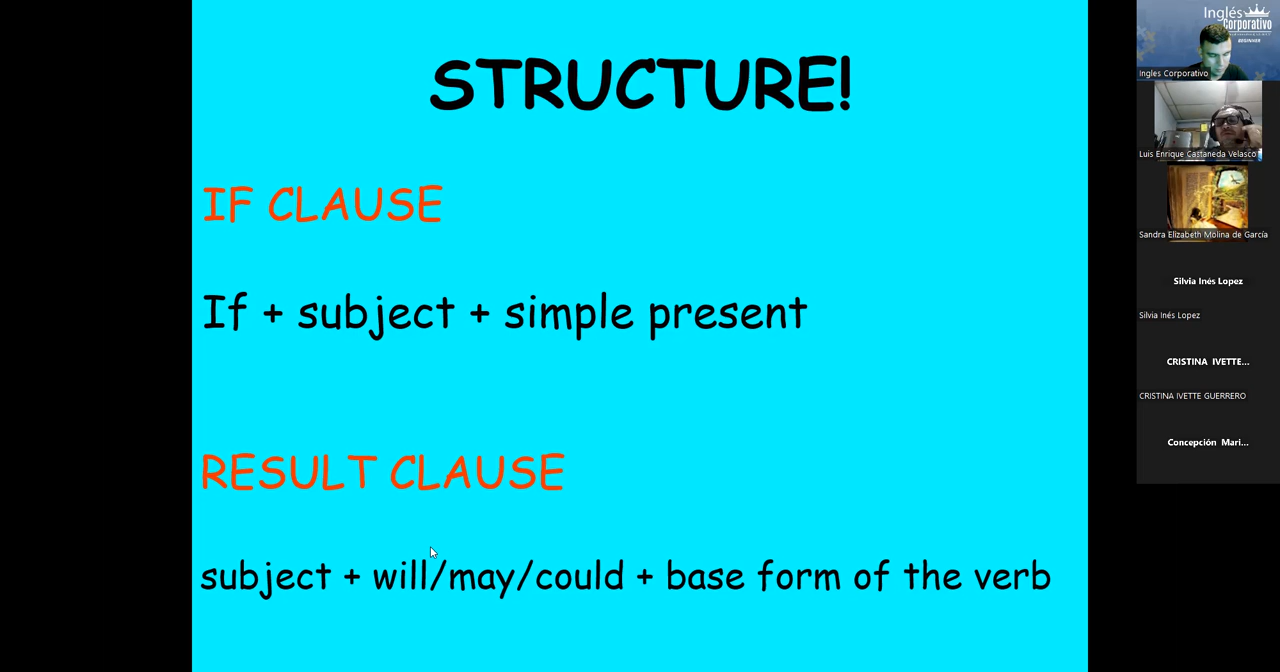 STRUCTURE!
IF CLAUSE
If + subject + simple present
RESULT CLAUSE
subject + will/may/could + base form of the verb
Inglés
Corporativo
BEGINNER
Ingles Corporativo
Luis Enrique Castaneda Velasco
Sandra Elizabeth Molina de García
Silvia Inés Lopez
Silvia Inés Lopez
CRISTINA IVETTE...
CRISTINA IVETTE GUERRERO
Concepción Mari...